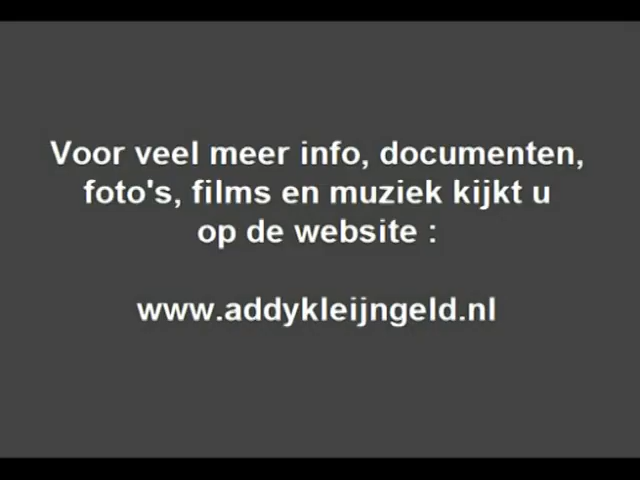 Voor veel meer info, documenten,
foto's, films en muziek kijkt u
op de website :
www.addykleijngeld.nl